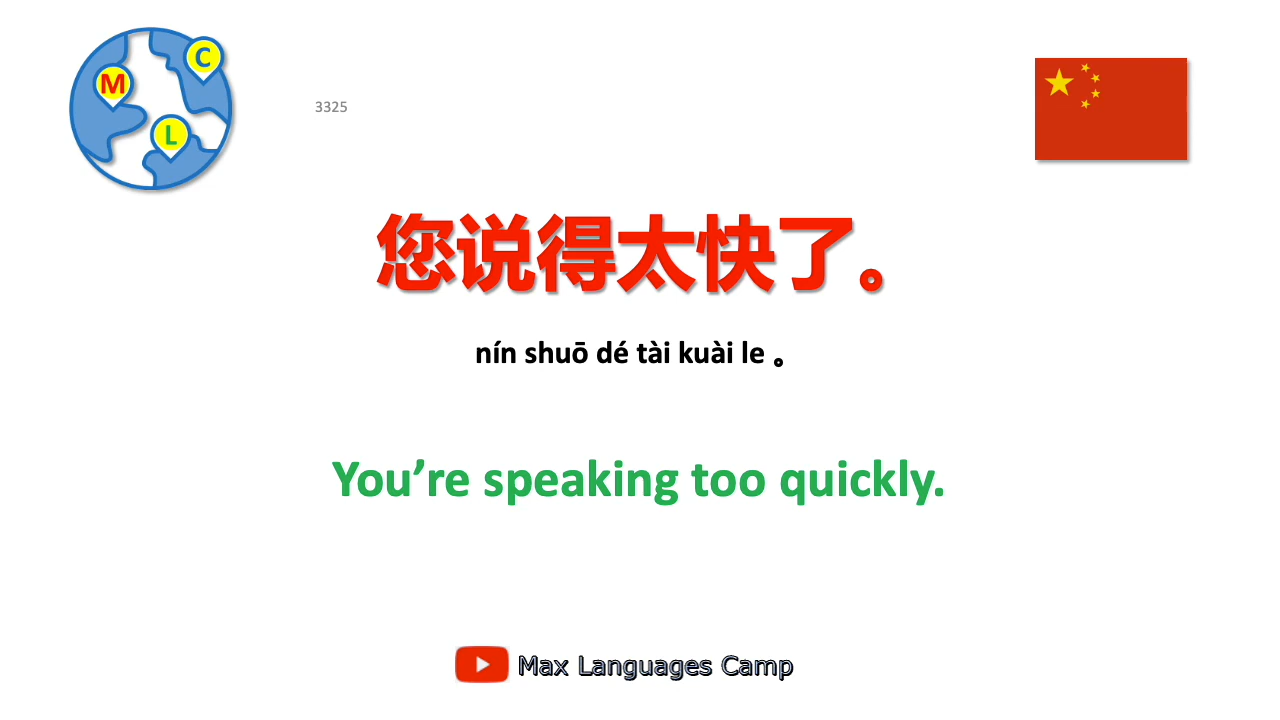 M
C
L
3325
您说得太快了。
nín shuō dé tài kuài le 。
You’re speaking too quickly.
Max Languages Camp